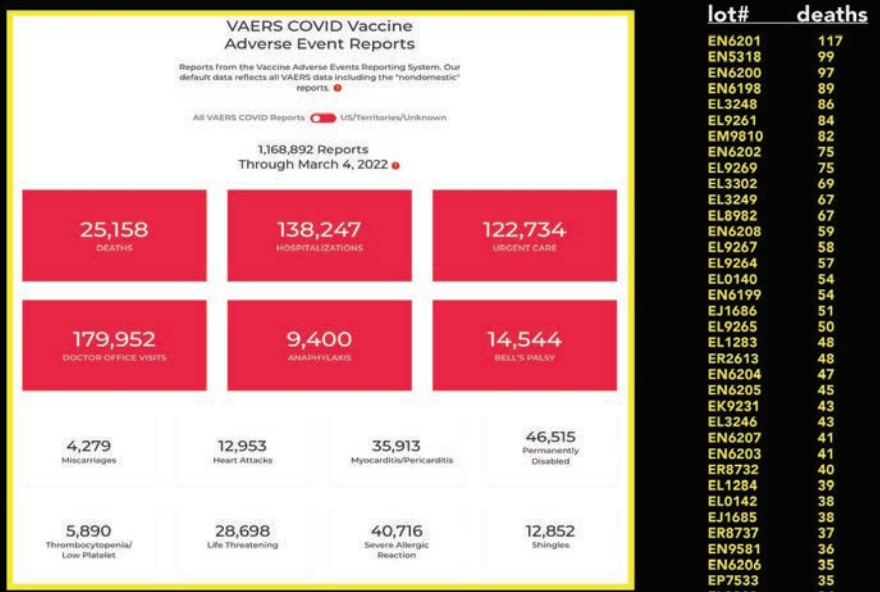 VAERS COVID Vaccine
Adverse Event Reports
Reports from the Vaccine Adverse Events Reporting System. Our
default data reflects all VAERS data including the "nondomestic"
reports.
All VAERS COVID Reports US/Territories/Unknown
1,168,892 Reports
Through March 4, 2022
25,158
DEATHS
138,247
HOSPITALIZATIONS
122,734
URGENT CARE
179,952
DOCTOR OFFICE VISITS
9,400
ANAPHYLAXIS
14,544
BELL'S PALSY
4,279
Miscarriages
12,953
Heart Attacks
35,913
Myocarditis/Pericarditis
46,515
Permanently
Disabled
5,890
Thrombocytopenia/
Low Platelet
28,698
Life Threatening
40,716
Severe Allergic
Reaction
12,852
Shingles
lot# deaths
EN6201 117
EN5318 99
EN6200 97
EN6198 89
EL3248 86
EL9261 84
EM9810 82
EN6202 75
EL9269 75
EL3302 69
EL3249 67
EL8982 67
EN6208 59
EL9267 58
EL9264 57
EL0140 54
EN6199 54
EJ1686 51
EL9265 50
EL1283 48
ER2613 48
EN6204 47
EN6205 45
EK9231 43
EL3246 43
EN6207 41
EN6203 41
ER8732 40
EL1284 39
EL0142 38
EJ1685 38
ER8737 37
EN9581 36
EN6206 35
EP7533 35